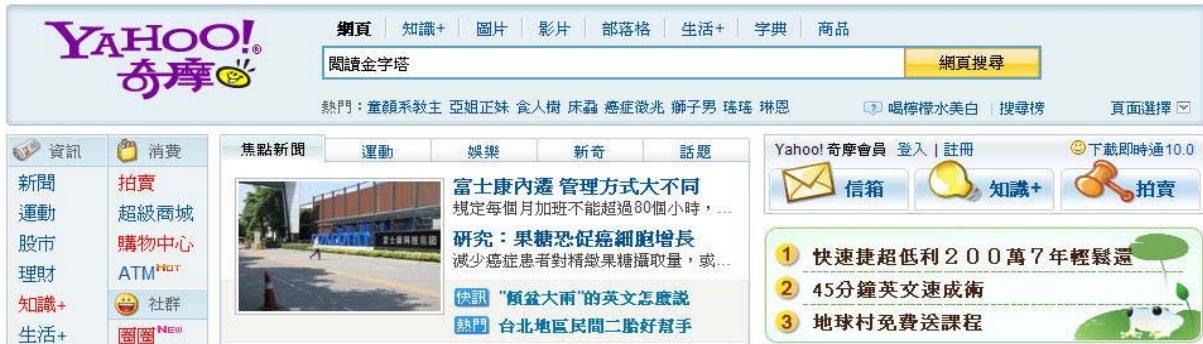 YAHOO!® 奇摩
網頁 | 知識+ | 圖片 | 影片 | 部落格 | 生活+ | 字典 | 商品
閱讀金字塔 網頁搜尋
熱門：童顏系教主 亞姐正妹 食人樹 床蝨 癌症徵兆 獅子男 瑤瑤 琳恩 喝檸檬水美白 | 搜尋榜 頁面選擇
資訊
新聞
運動
股市
理財
知識+
生活+
消費
拍賣
超級商城
購物中心
ATM HOT
社群
圈圈 NEW
焦點新聞 運動 娛樂 新奇 話題
富士康科技集團
富士康內遷 管理方式大不同
規定每個月加班不能超過80個小時，...
研究：果糖恐促癌細胞增長
減少癌症患者對精緻果糖攝取量，或...
快訊 "傾盆大雨"的英文怎麼說
熱門 台北地區民間二胎好幫手
Yahoo!奇摩會員 登入 | 註冊 下載即時通10.0
信箱 知識+ 拍賣
1 快速捷超低利２００萬７年輕鬆還
2 45分鐘英文速成術
3 地球村免費送課程